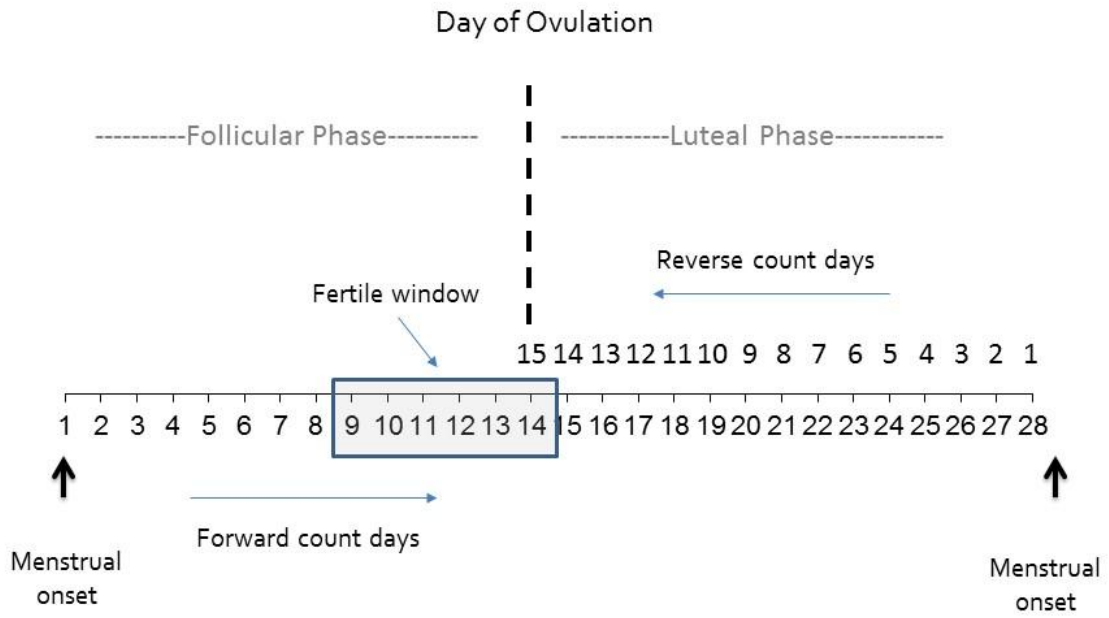 Day of Ovulation
----------Follicular Phase----------
------------Luteal Phase------------
Reverse count days
Fertile window
15 14 13 12 11 10 9 8 7 6 5 4 3 2 1
1 2 3 4 5 6 7 8 9 10 11 12 13 14 15 16 17 18 19 20 21 22 23 24 25 26 27 28
Forward count days
Menstrual
onset
Menstrual
onset